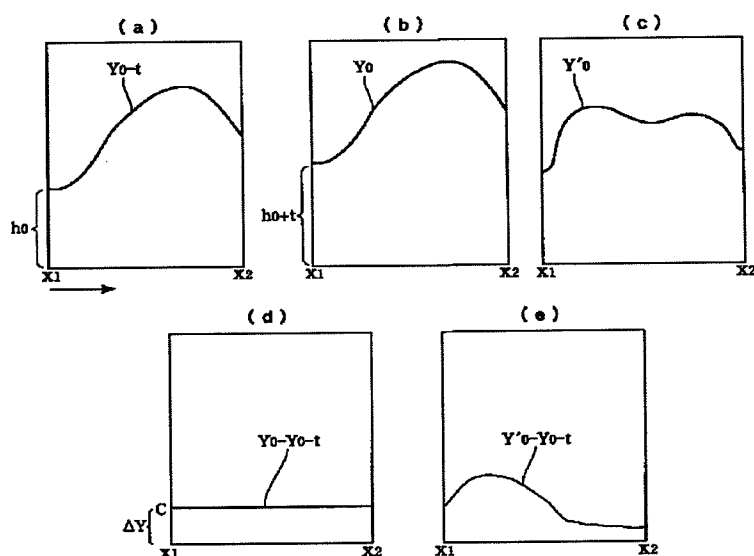 ( a )
( b )
( c )
Y0-t
Y0
Y'0
h0
h0+t
X1
X2
X1
X2
X1
X2
( d )
( e )
Y0-Y0-t
Y'0-Y0-t
C
ΔY
X1
X2
X1
X2